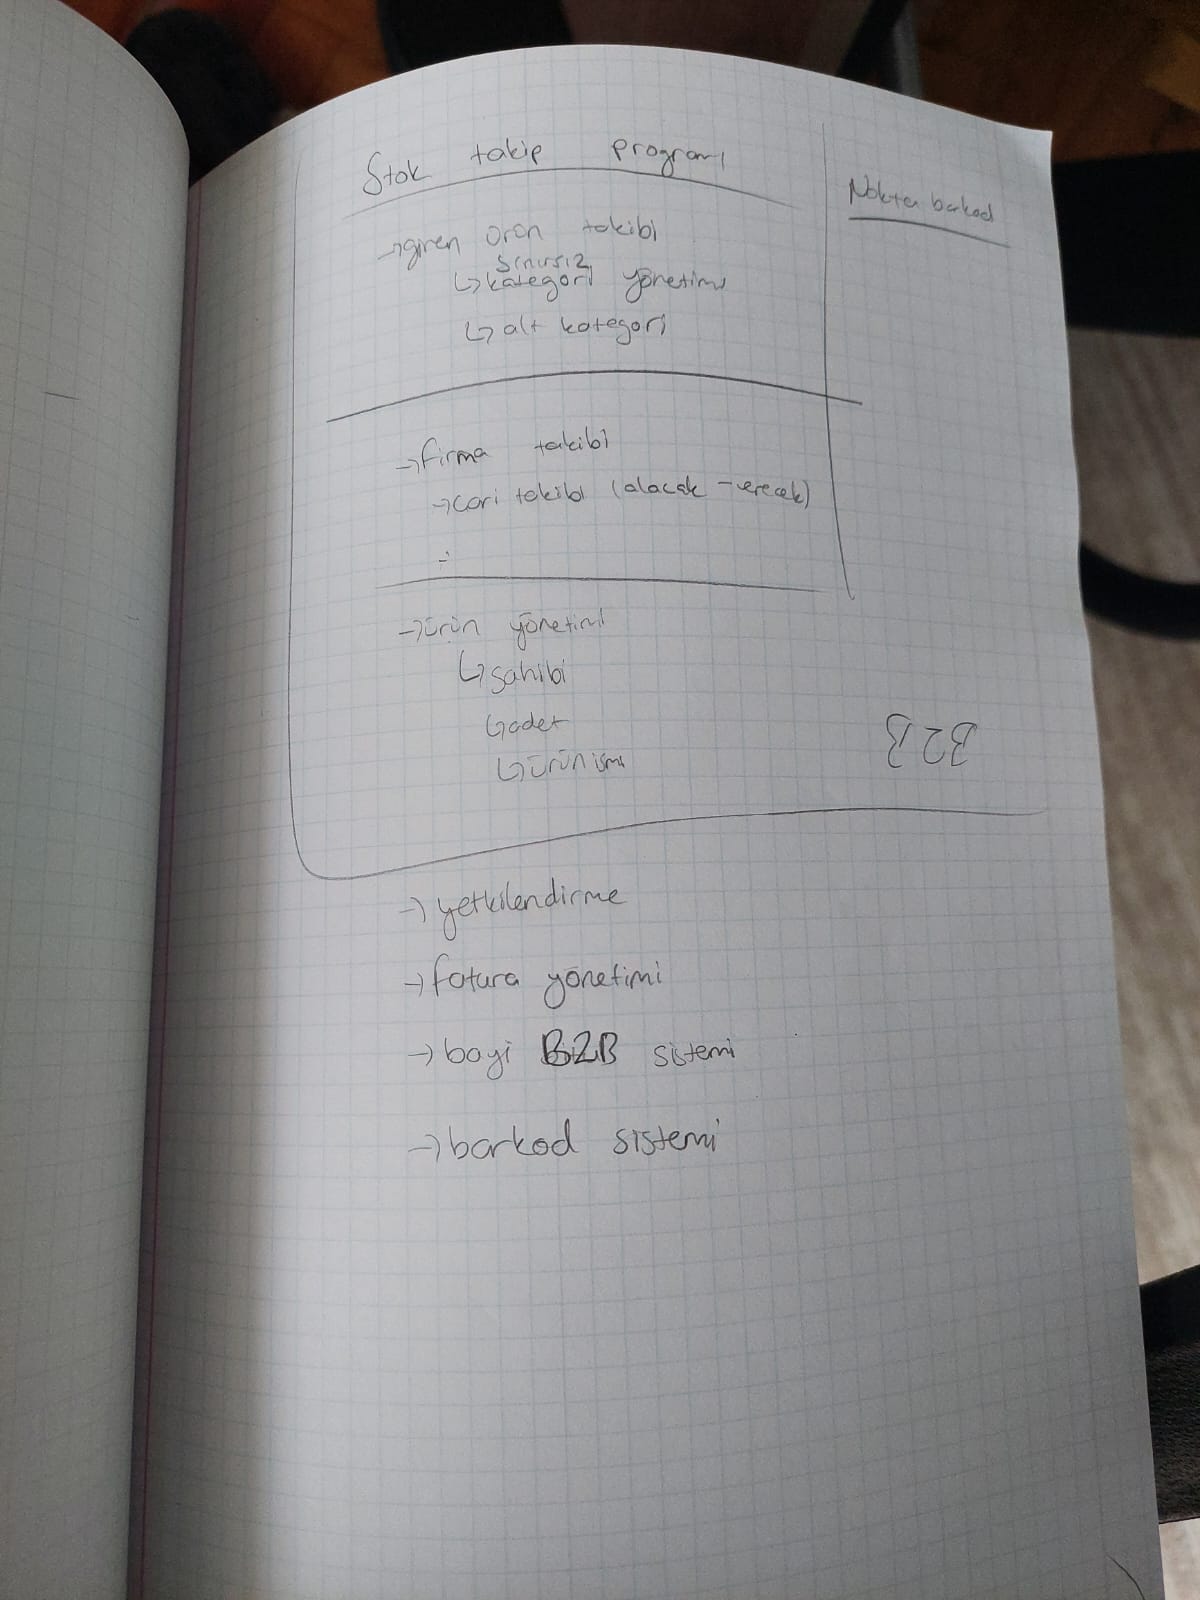 Stok takip programı
Nokta barkod
→giren ürün takibi
sınırsız
↳kategori yönetimi
↳alt kategori
→firma takibi
→cari takibi (alacak - verecek)
→ürün yönetimi
↳sahibi
↳adet
↳ürün ismi
B2B
→yetkilendirme
→fatura yönetimi
→bayi B2B sistemi
→barkod sistemi